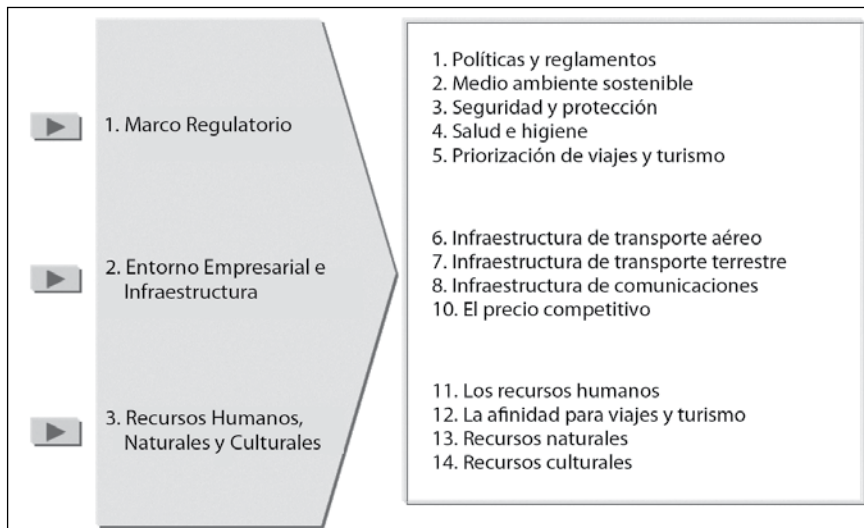 1. Marco Regulatorio
1. Políticas y reglamentos
2. Medio ambiente sostenible
3. Seguridad y protección
4. Salud e higiene
5. Priorización de viajes y turismo
2. Entorno Empresarial e
Infraestructura
6. Infraestructura de transporte aéreo
7. Infraestructura de transporte terrestre
8. Infraestructura de comunicaciones
10. El precio competitivo
3. Recursos Humanos,
Naturales y Culturales
11. Los recursos humanos
12. La afinidad para viajes y turismo
13. Recursos naturales
14. Recursos culturales